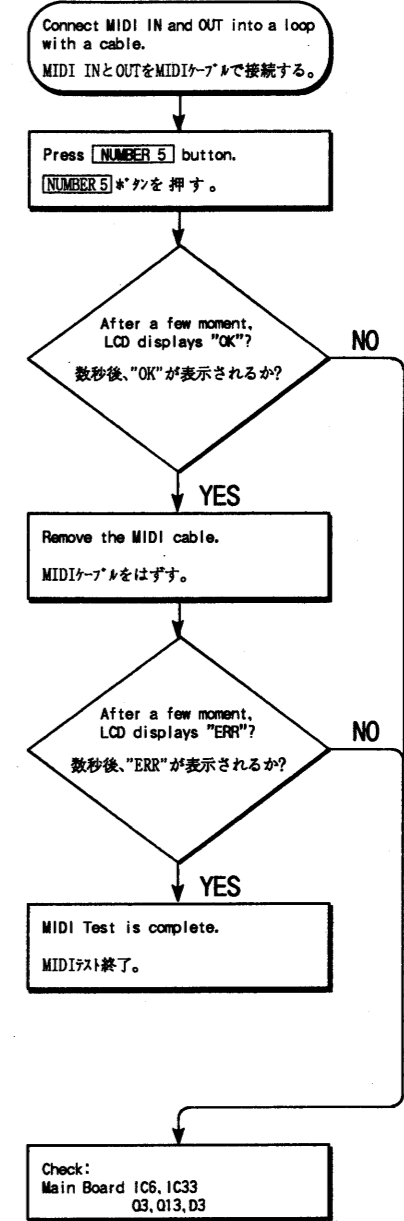 Connect MIDI IN and OUT into a loop
with a cable.
MIDI INとOUTをMIDIｹｰﾌﾞﾙで接続する。
Press NUMBER 5 button.
NUMBER 5 ﾎﾞﾀﾝを 押 す 。
After a few moment,
LCD displays "OK"?
数秒後、"OK"が表示されるか?
NO
YES
Remove the MIDI cable.
MIDIｹｰﾌﾞﾙをはずす。
After a few moment,
LCD displays "ERR"?
数秒後、"ERR"が表示されるか?
NO
YES
MIDI Test is complete.
MIDIﾃｽﾄ終了。
Check:
Main Board IC6, IC33
Q3, Q13, D3